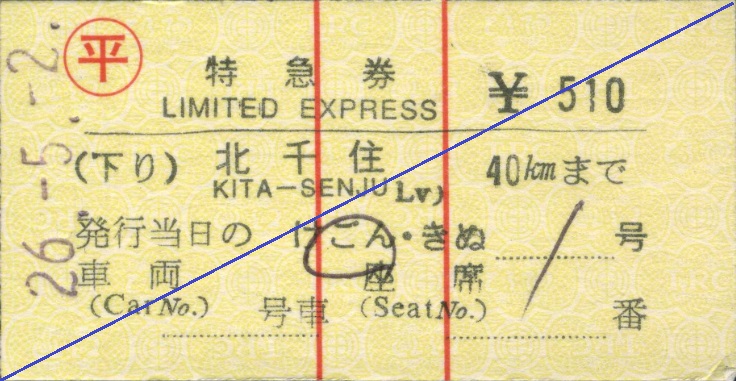 平
特急券
LIMITED EXPRESS
¥ 510
(下り) 北千住 40kmまで
KITA-SENJU Lv)
発行当日の けごん・きぬ 号
車両 座席
(Car No.) 号車 (Seat No.) 番
26.-5.-2.